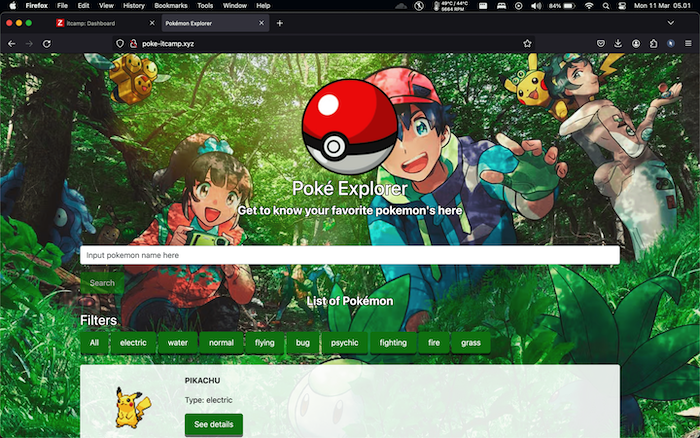 Firefox File Edit View History Bookmarks Tools Window Help 49°C / 44°C 5664 RPM 84% Mon 11 Mar 05.01
itcamp: Dashboard Pokémon Explorer
poke-itcamp.xyz
Poké Explorer
Get to know your favorite pokemon's here
Input pokemon name here
Search
List of Pokémon
Filters
All electric water normal flying bug psychic fighting fire grass
PIKACHU
Type: electric
See details